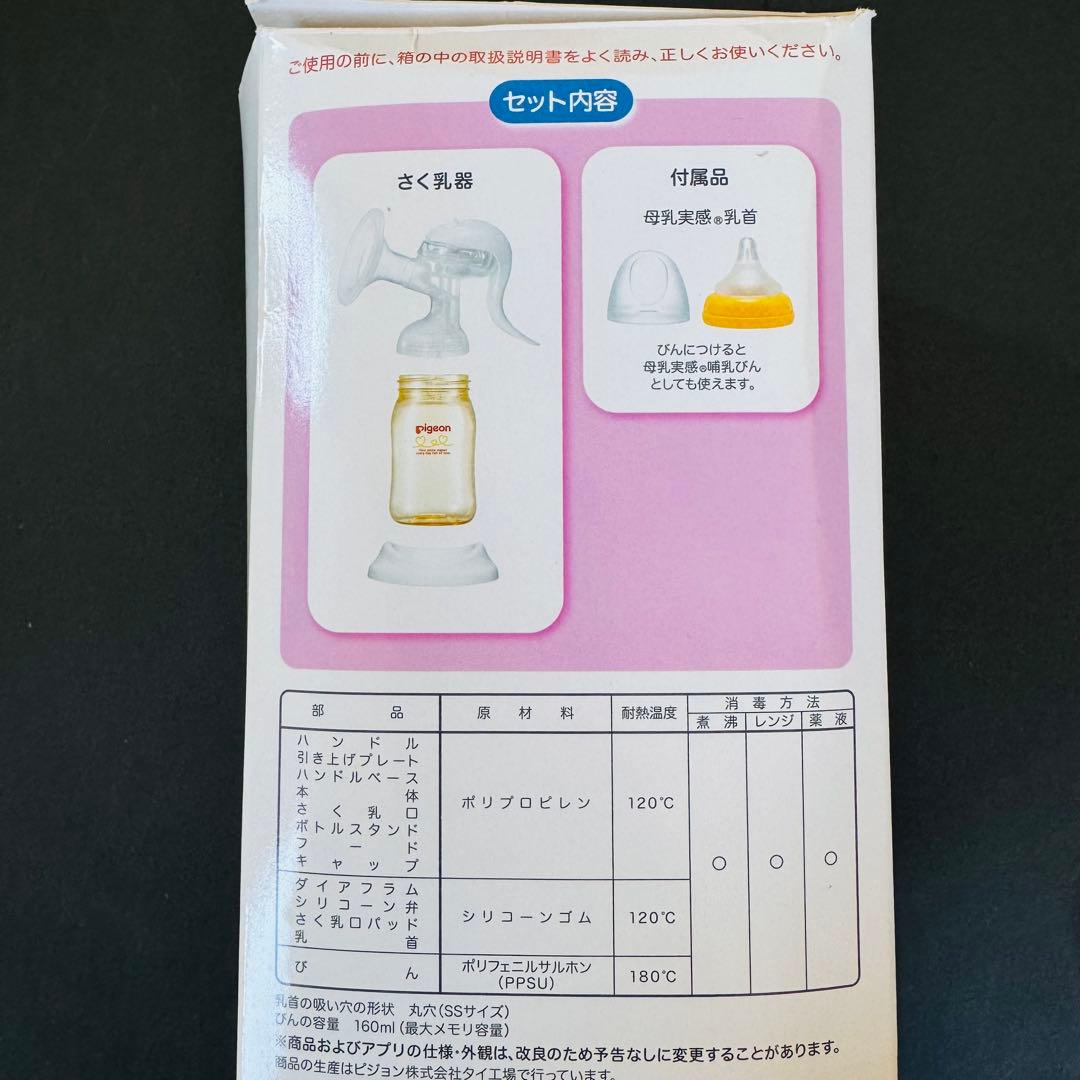 ご使用の前に、箱の中の取扱説明書をよく読み、正しくお使いください。
セット内容
さく乳器
pigeon
付属品
母乳実感®乳首
びんにつけると
母乳実感®哺乳びん
としても使えます。
部品 原材料 耐熱温度 消毒方法
煮沸 レンジ 薬液
ハンドル
引き上げプレート
ハンドルベース
本体
さく乳口
ボトルスタンド
フード
キャップ
ポリプロピレン 120℃
○ ○ ○
ダイアフラム
シリコーン弁
さく乳口パッド
乳首
シリコーンゴム 120℃
びん
ポリフェニルサルホン
(PPSU)
180℃
乳首の吸い穴の形状 丸穴(SSサイズ)
びんの容量 160ml(最大メモリ容量)
※商品およびアプリの仕様・外観は、改良のため予告なしに変更することがあります。
商品の生産はピジョン株式会社タイ工場で行っています。